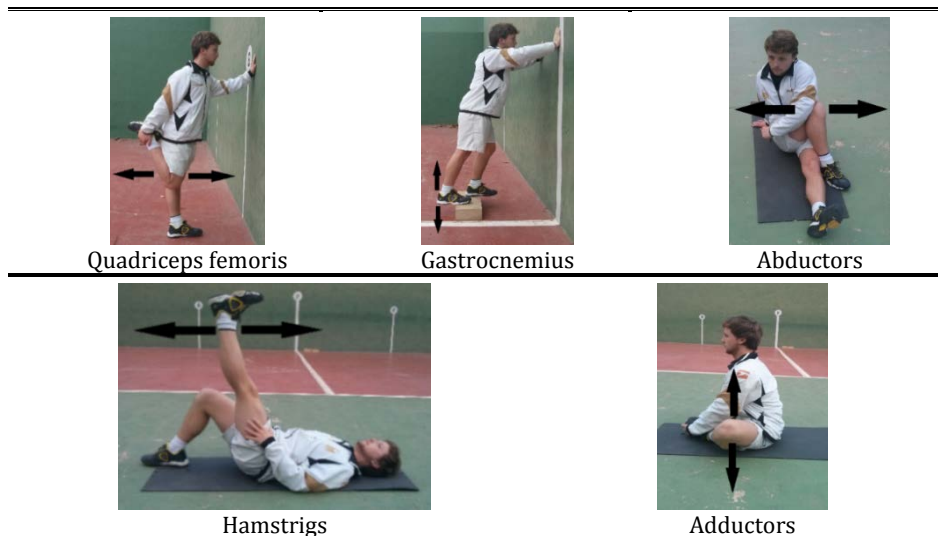 Quadriceps femoris
Gastrocnemius
Abductors
Hamstrigs
Adductors